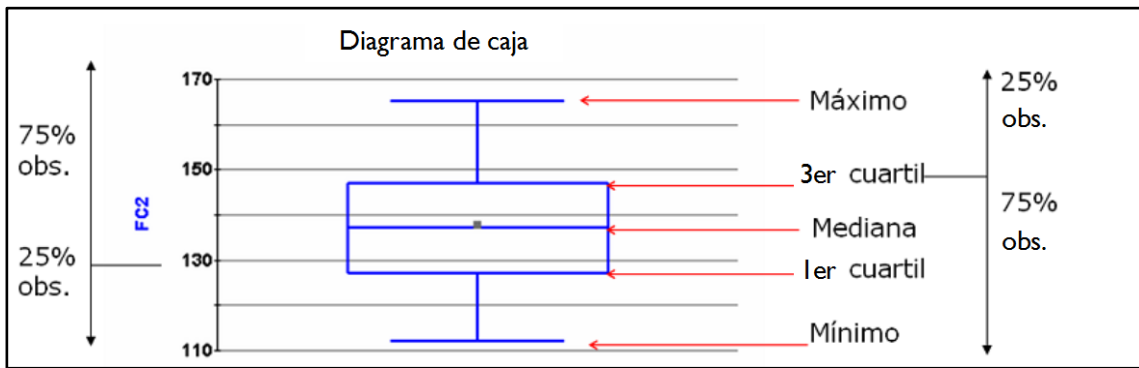 Diagrama de caja
75%
obs.
25%
obs.
FC2
170
150
130
110
Máximo
3er cuartil
Mediana
1er cuartil
Mínimo
25%
obs.
75%
obs.